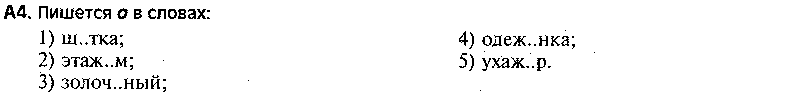 А4. Пишется о в словах:
1) ш..тка;
2) этаж..м;
3) золоч..ный;
4) одеж..нка;
5) ухаж..р.